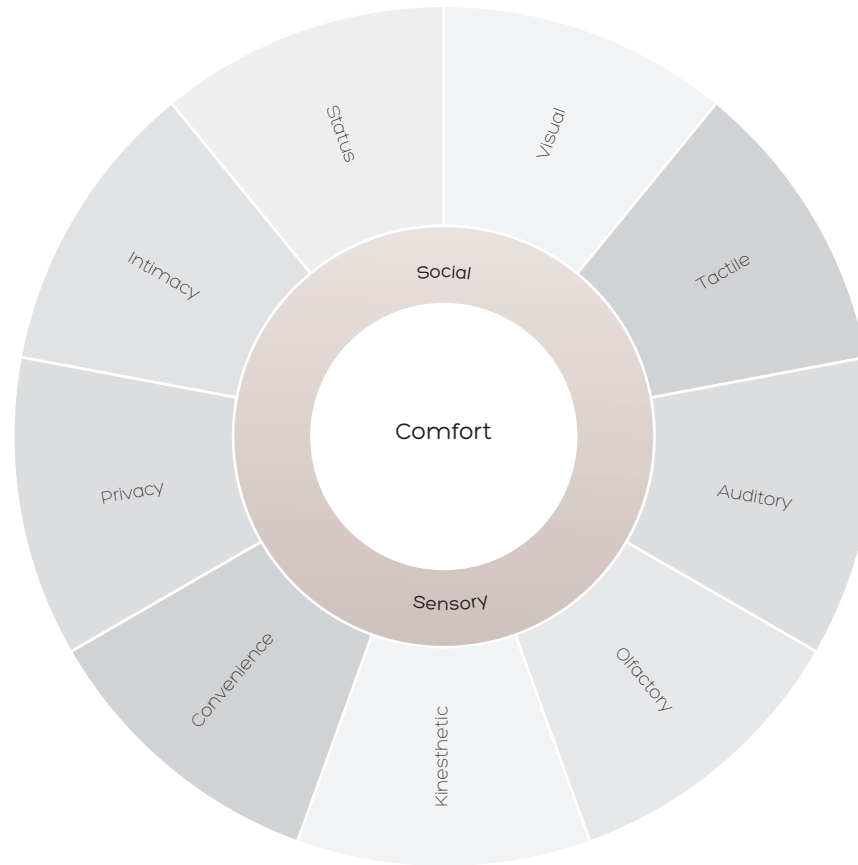 Status
Visual
Tactile
Auditory
Olfactory
Kinesthetic
Convenience
Privacy
Intimacy
Social
Comfort
Sensory